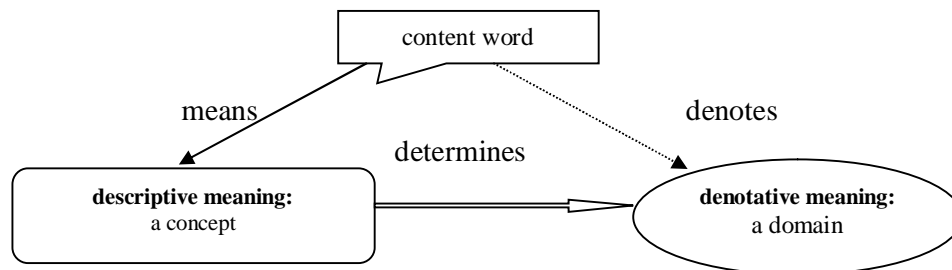 content word
means
denotes
determines
descriptive meaning:
a concept
denotative meaning:
a domain